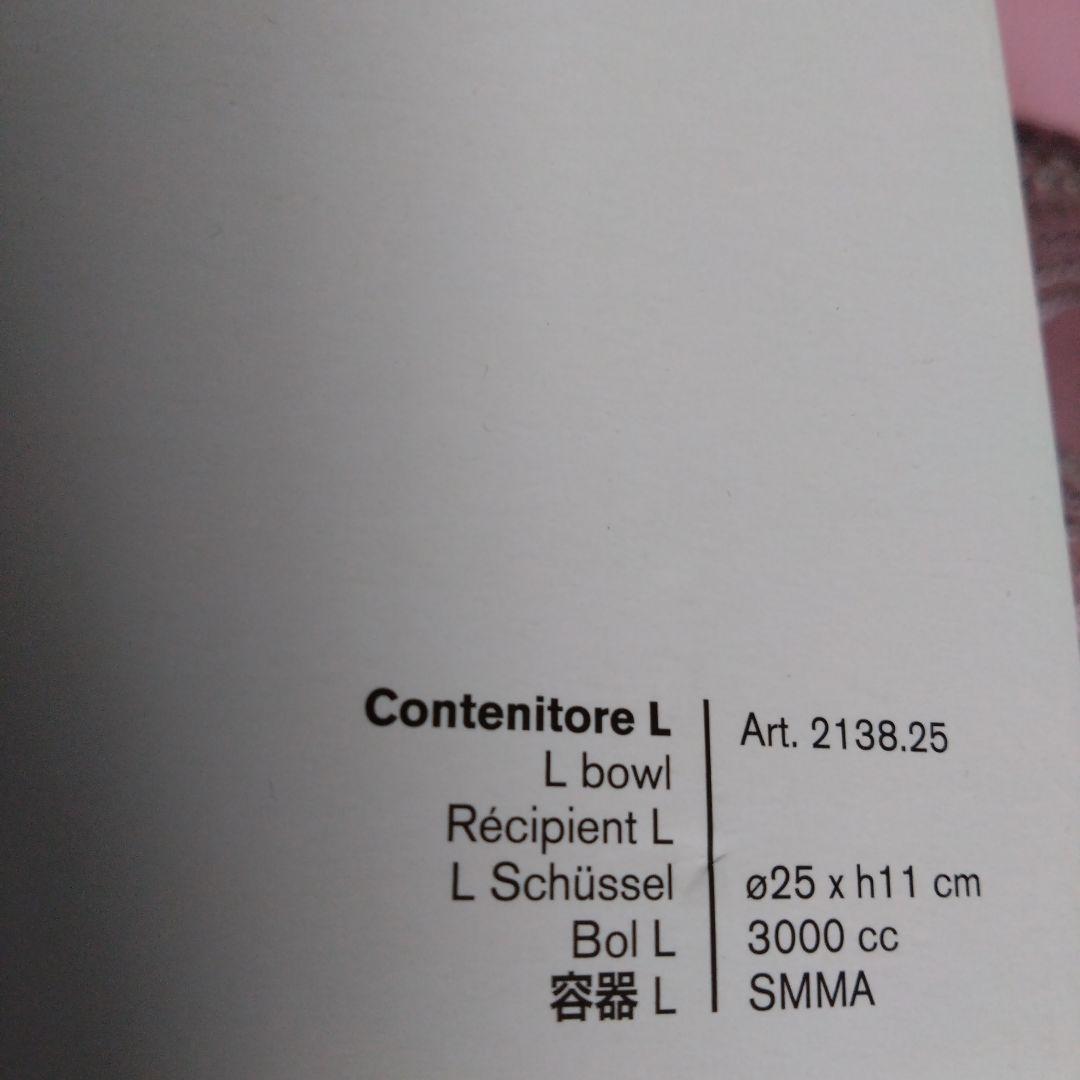 Contenitore L
L bowl
Récipient L
L Schüssel
Bol L
容器 L
Art. 2138.25
ø25 x h11 cm
3000 cc
SMMA